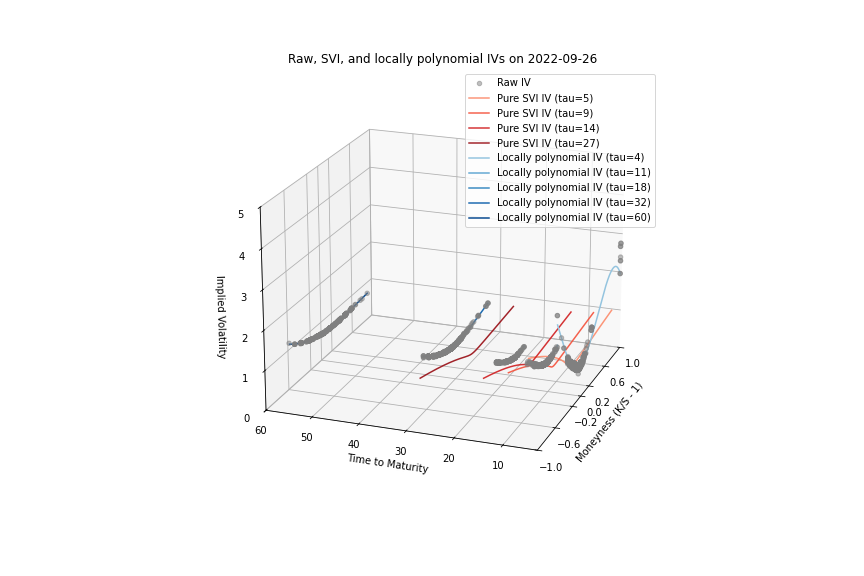 Raw, SVI, and locally polynomial IVs on 2022-09-26
Raw IV
Pure SVI IV (tau=5)
Pure SVI IV (tau=9)
Pure SVI IV (tau=14)
Pure SVI IV (tau=27)
Locally polynomial IV (tau=4)
Locally polynomial IV (tau=11)
Locally polynomial IV (tau=18)
Locally polynomial IV (tau=32)
Locally polynomial IV (tau=60)
5
4
3
2
1
0
Implied Volatility
60
50
40
30
20
10
Time to Maturity
1.0
0.6
0.2
0.0
−0.2
−0.6
−1.0
Moneyness (K/S - 1)